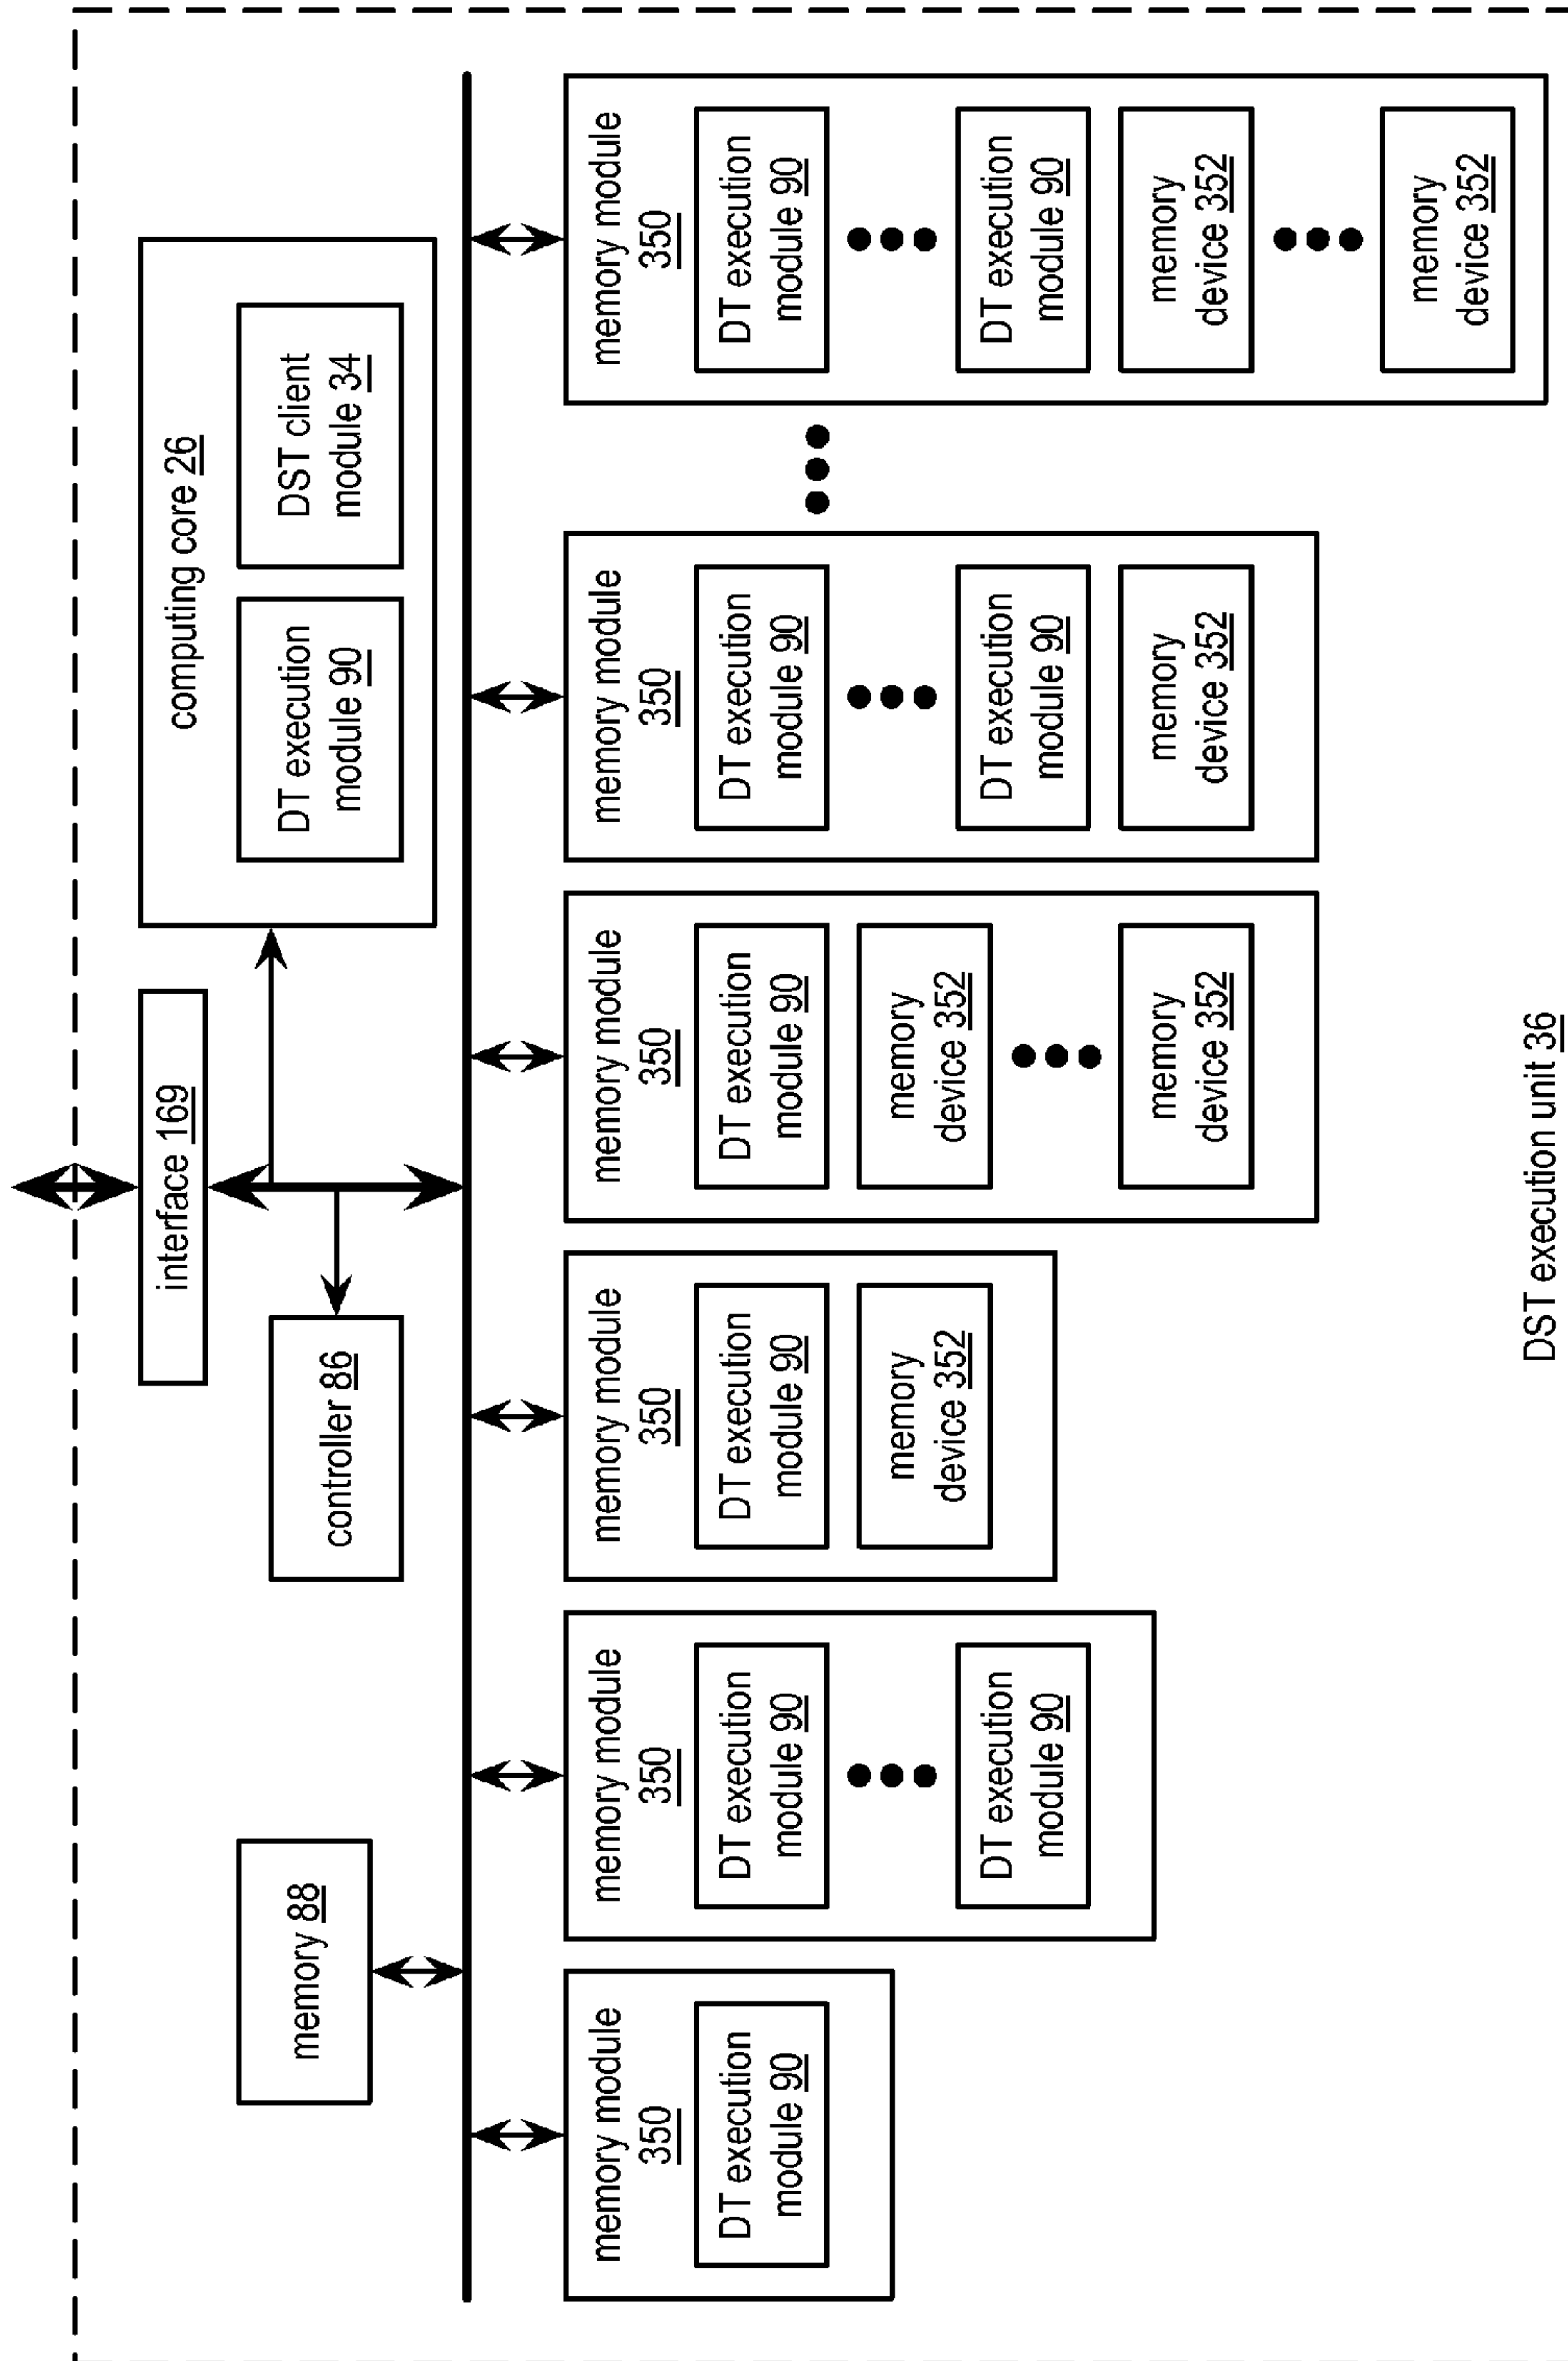 interface 169
computing core 26
DT execution
module 90
DST client
module 34
controller 86
memory 88
memory module
350
DT execution
module 90
memory module
350
DT execution
module 90
DT execution
module 90
memory module
350
DT execution
module 90
memory
device 352
memory module
350
DT execution
module 90
memory
device 352
memory
device 352
memory module
350
DT execution
module 90
DT execution
module 90
memory
device 352
memory module
350
DT execution
module 90
DT execution
module 90
memory
device 352
memory
device 352
DST execution unit 36